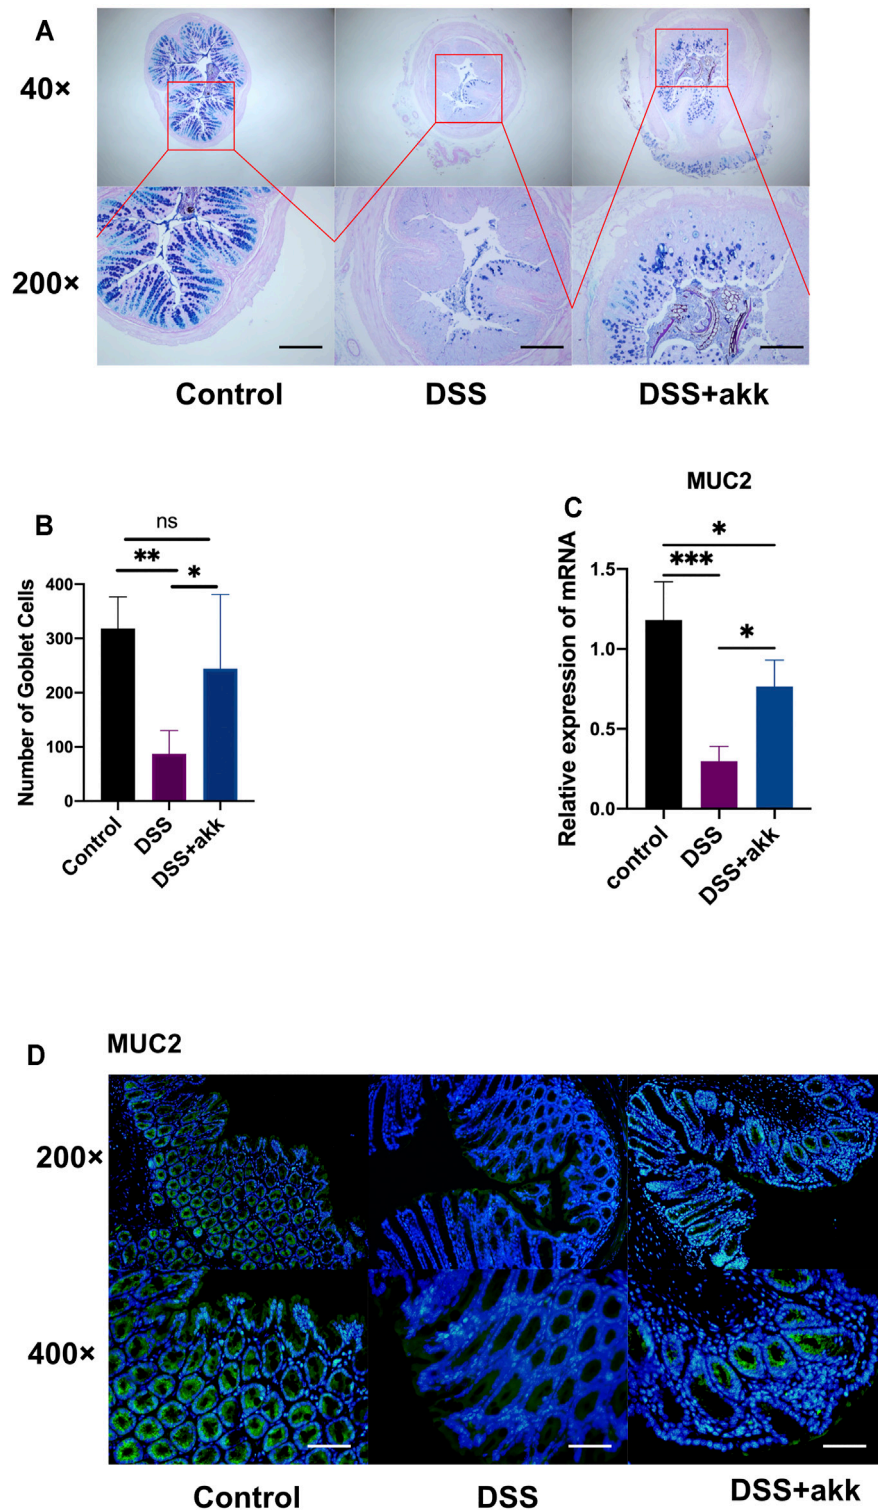 A
40×
200×
Control DSS DSS+akk
B
ns
**
*
Number of Goblet Cells
400
300
200
100
0
Control
DSS
DSS+akk
MUC2
C
*
***
*
Relative expression of mRNA
1.5
1.0
0.5
0.0
control
DSS
DSS+akk
D
MUC2
200×
400×
Control DSS DSS+akk